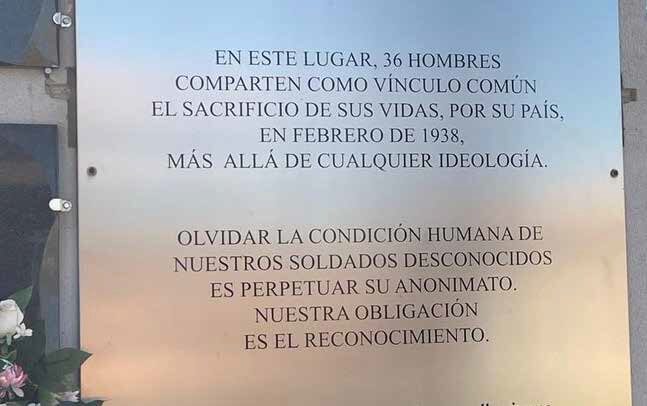 EN ESTE LUGAR, 36 HOMBRES
COMPARTEN COMO VÍNCULO COMÚN
EL SACRIFICIO DE SUS VIDAS, POR SU PAÍS,
EN FEBRERO DE 1938,
MÁS ALLÁ DE CUALQUIER IDEOLOGÍA.
OLVIDAR LA CONDICIÓN HUMANA DE
NUESTROS SOLDADOS DESCONOCIDOS
ES PERPETUAR SU ANONIMATO.
NUESTRA OBLIGACIÓN
ES EL RECONOCIMIENTO.